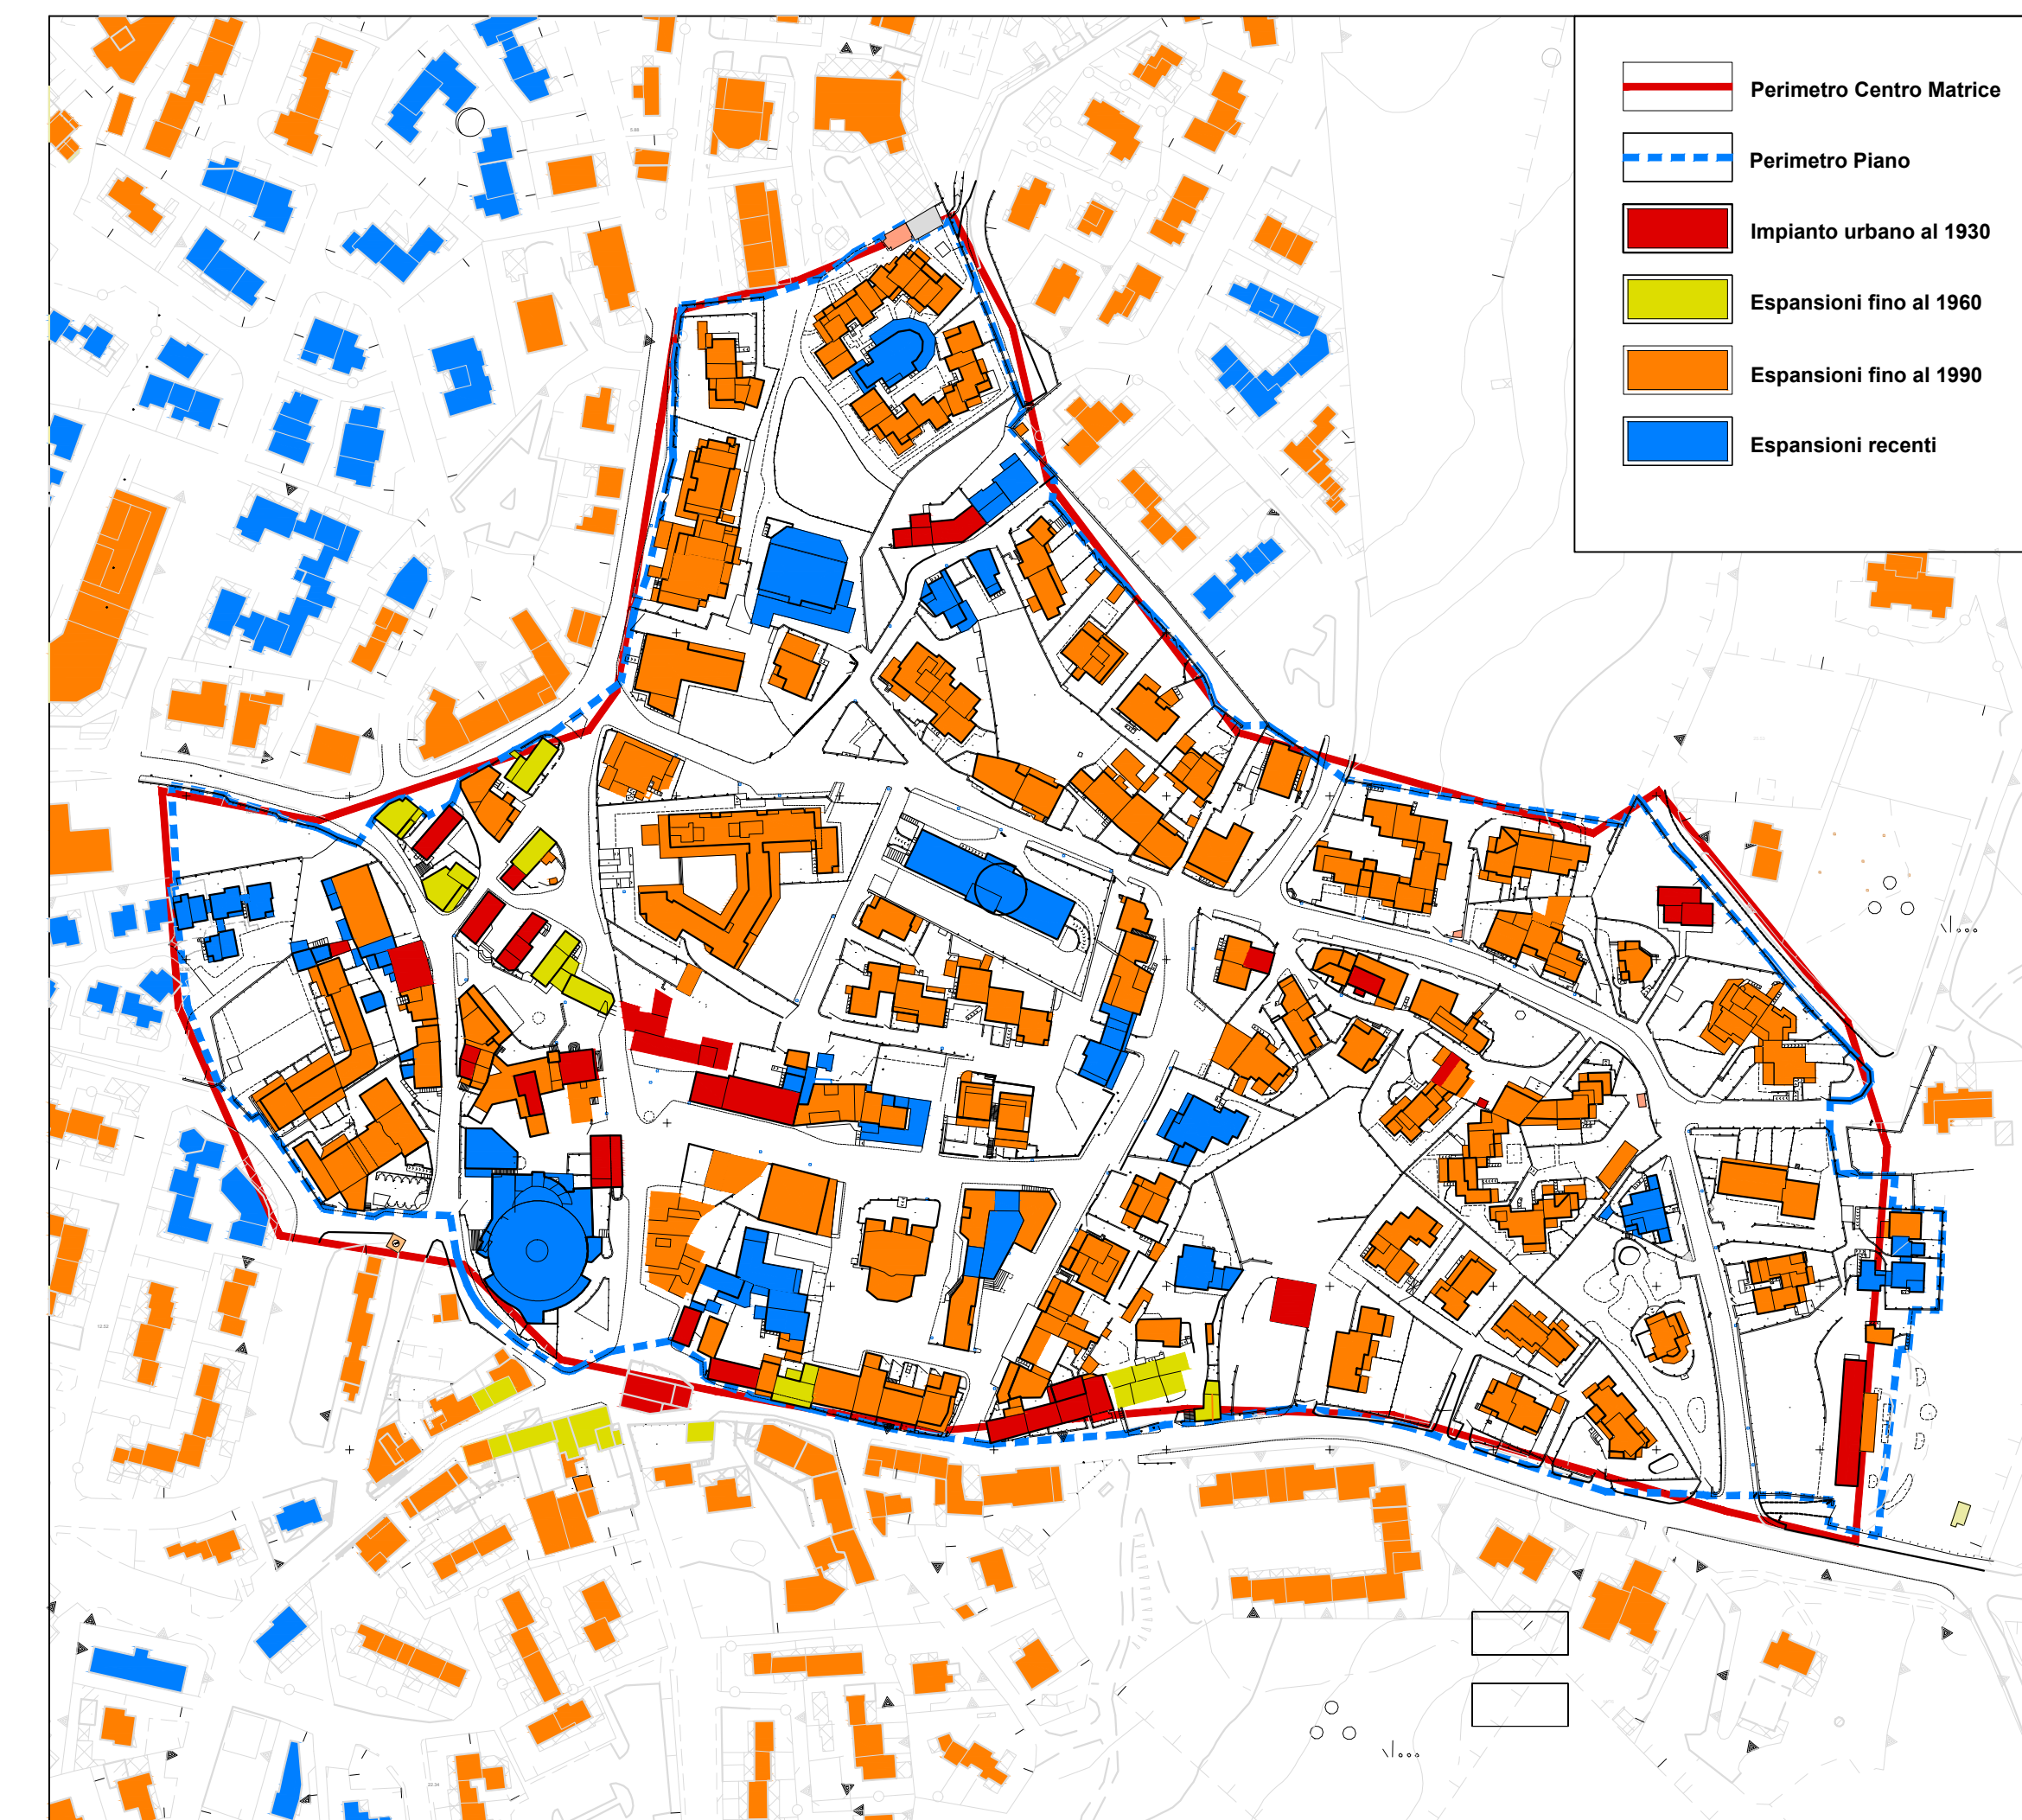 Perimetro Centro Matrice
Perimetro Piano
Impianto urbano al 1930
Espansioni fino al 1960
Espansioni fino al 1990
Espansioni recenti